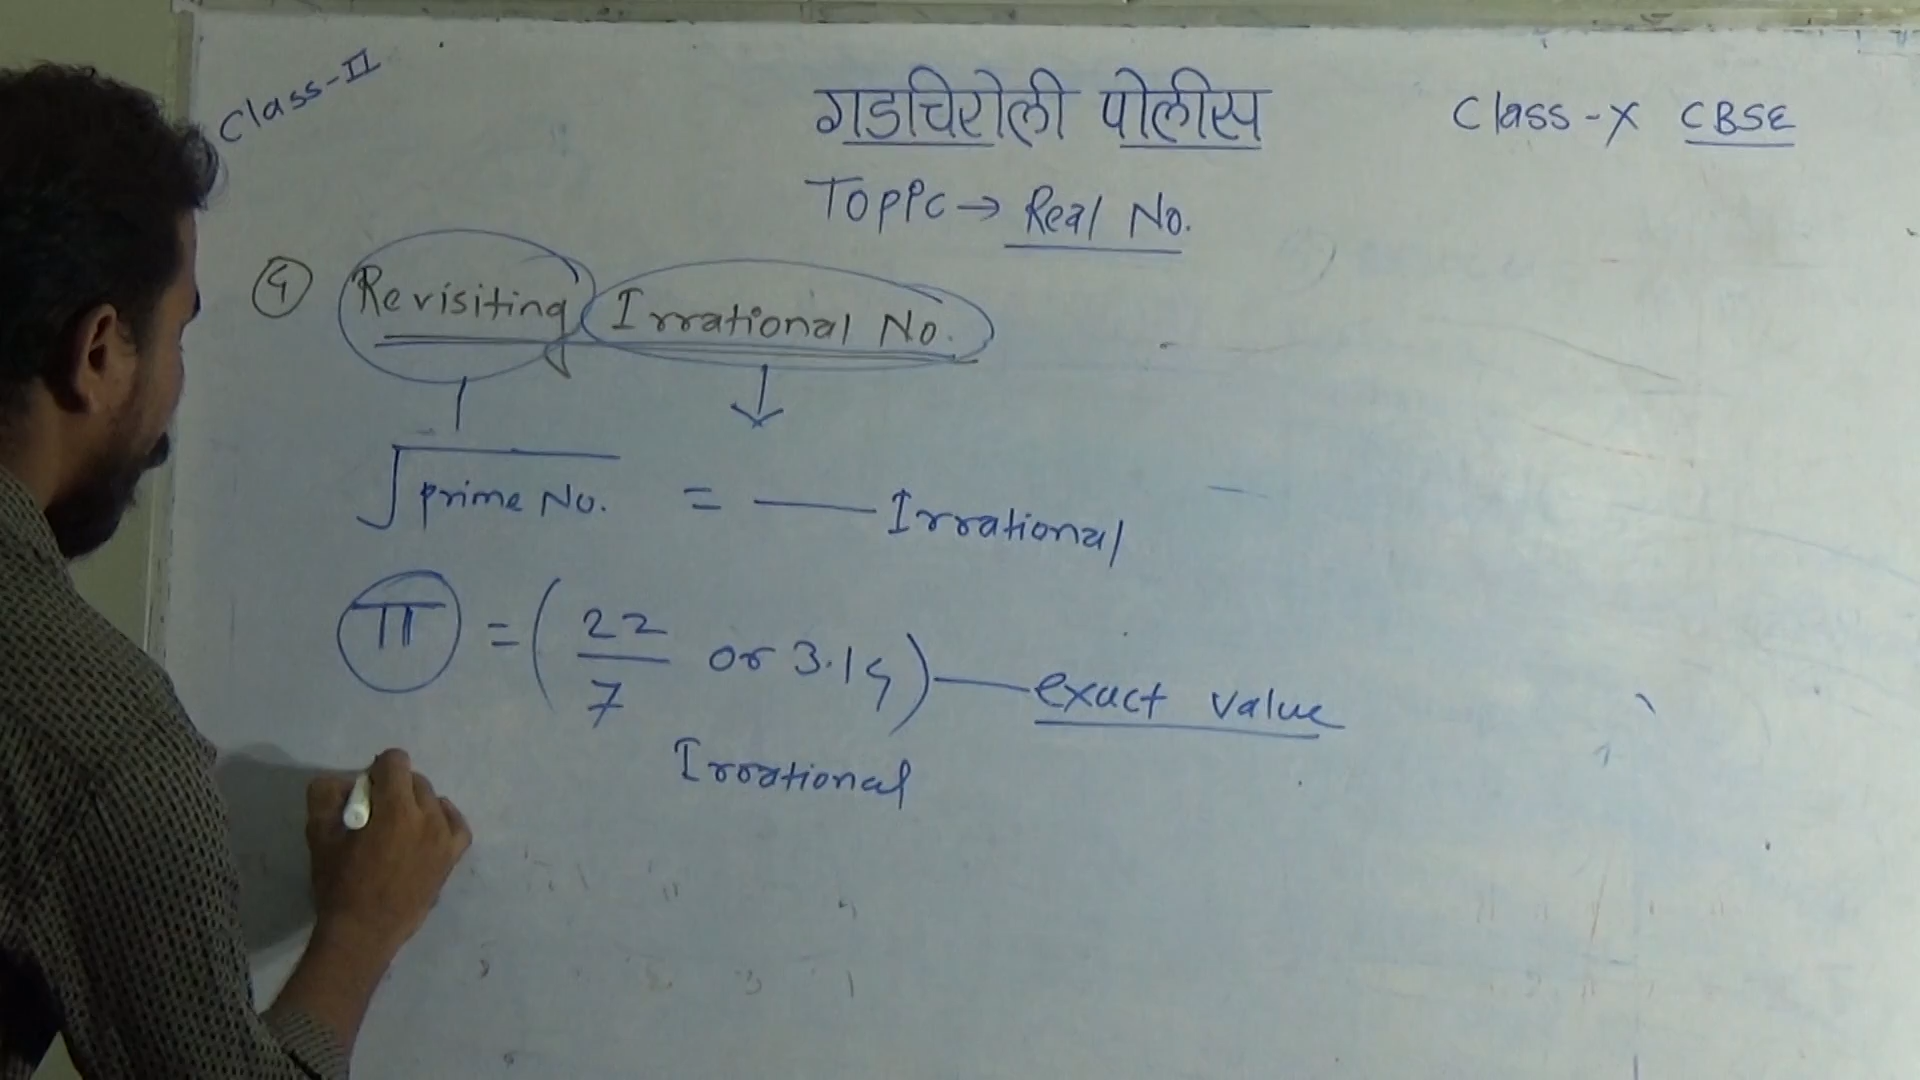 Class-II
गडचिरोली पोलीस
Class-X CBSE
Topic → Real No.
④ Revisiting Irrational No.
√prime No. = — Irrational
π = (22/7 or 3.14) — exact value
Irrational